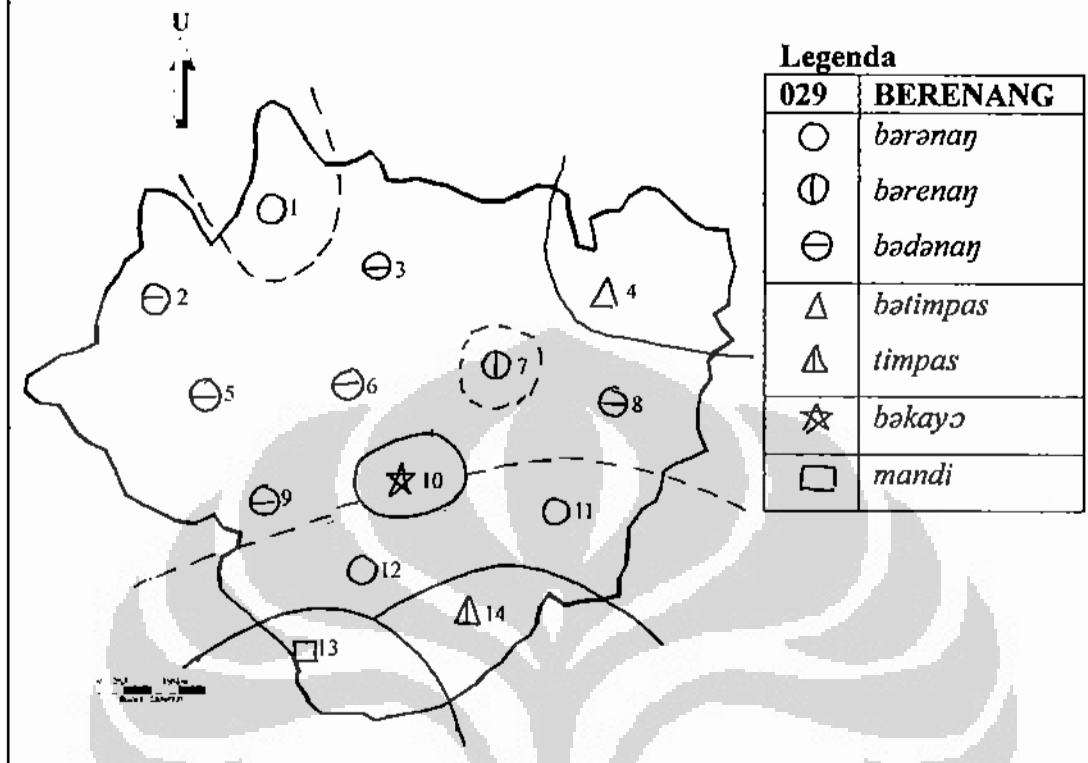 U
Legenda
029 BERENANG
bərənaŋ
bərenaŋ
bədənaŋ
bətimpas
timpas
bəkayɔ
mandi
1
3
2
4
7
6
5
8
10
9
11
12
14
13